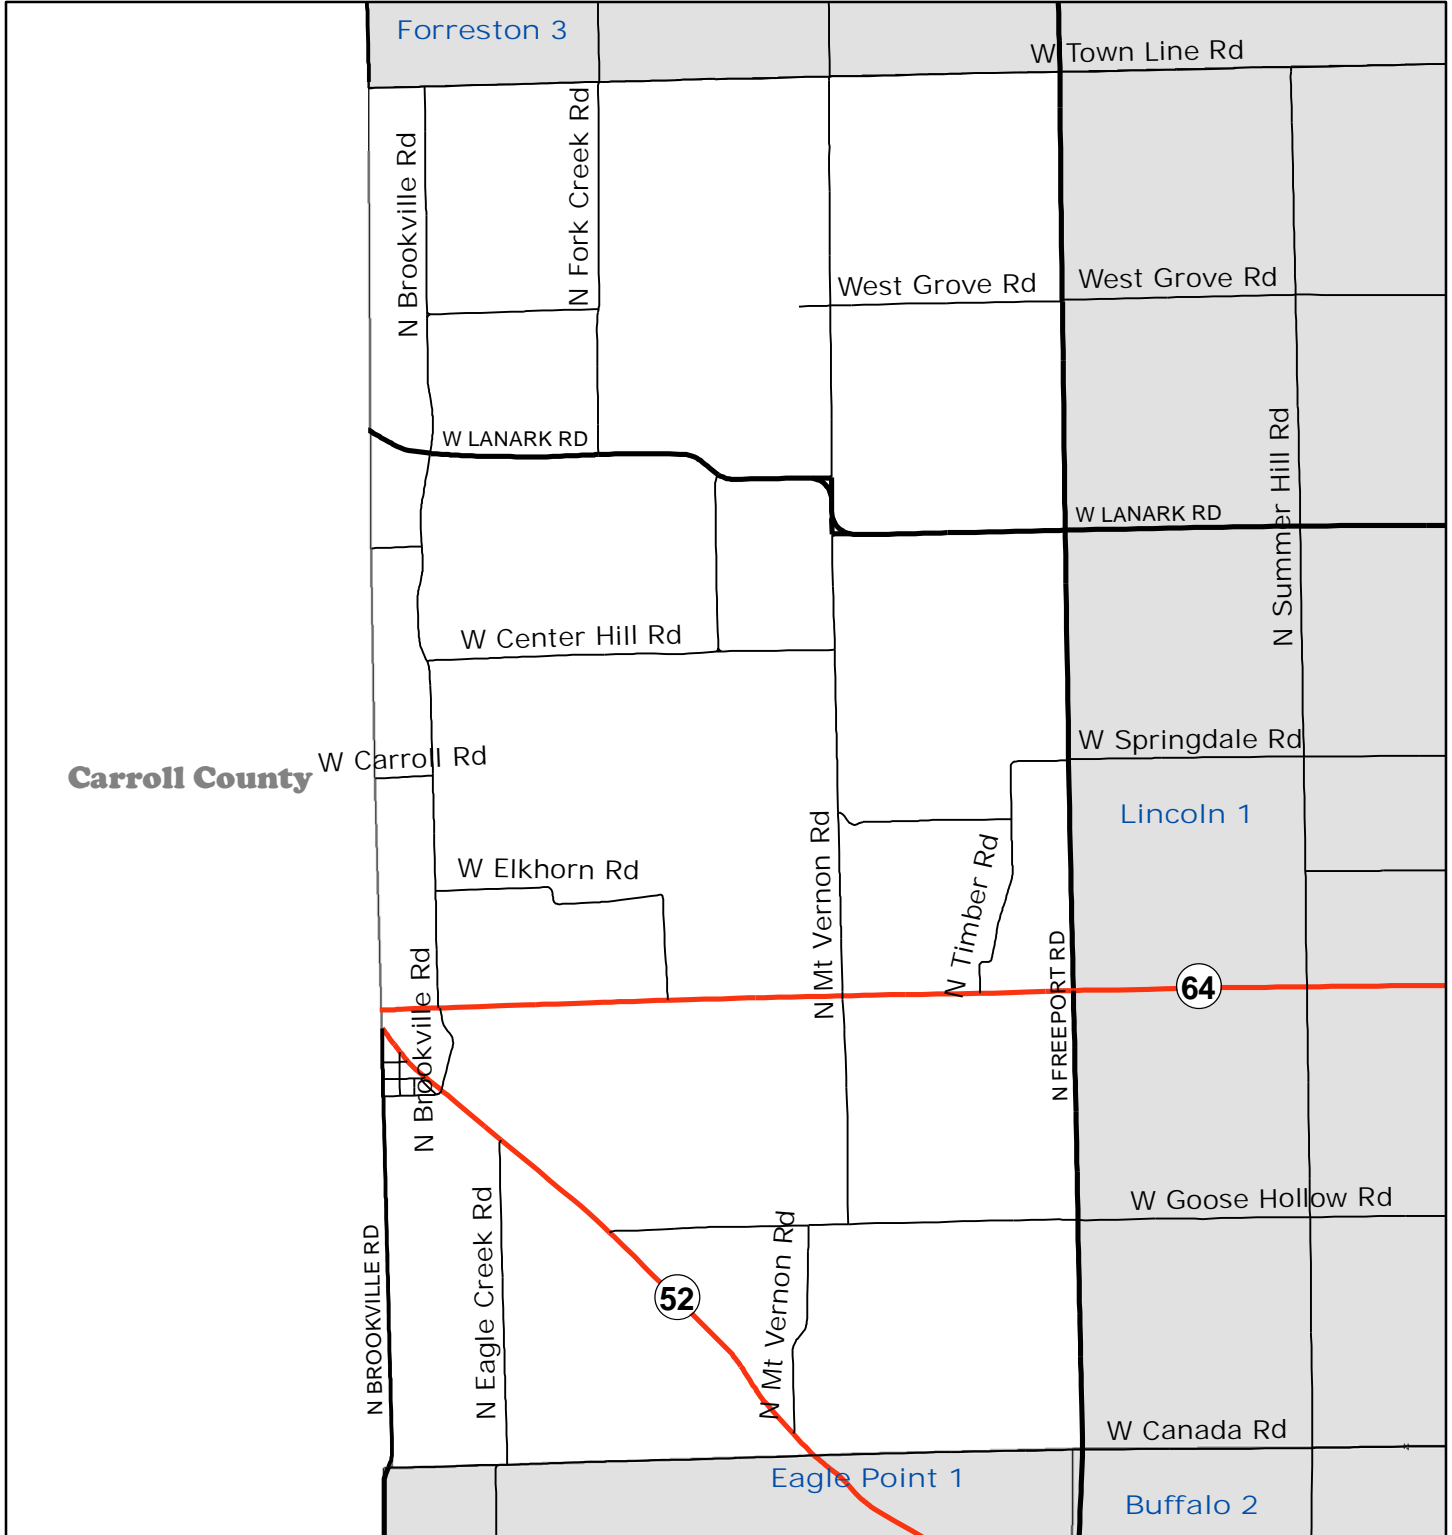 Forreston 3
W Town Line Rd
N Brookville Rd
N Fork Creek Rd
West Grove Rd
West Grove Rd
W LANARK RD
N Summer Hill Rd
W LANARK RD
W Center Hill Rd
W Springdale Rd
W Carroll Rd
Carroll County
Lincoln 1
N Mt Vernon Rd
N Timber Rd
W Elkhorn Rd
N FREEPORT RD
N Brookville Rd
64
W Goose Hollow Rd
N Eagle Creek Rd
N BROOKVILLE RD
N Mt Vernon Rd
52
W Canada Rd
Eagle Point 1
Buffalo 2